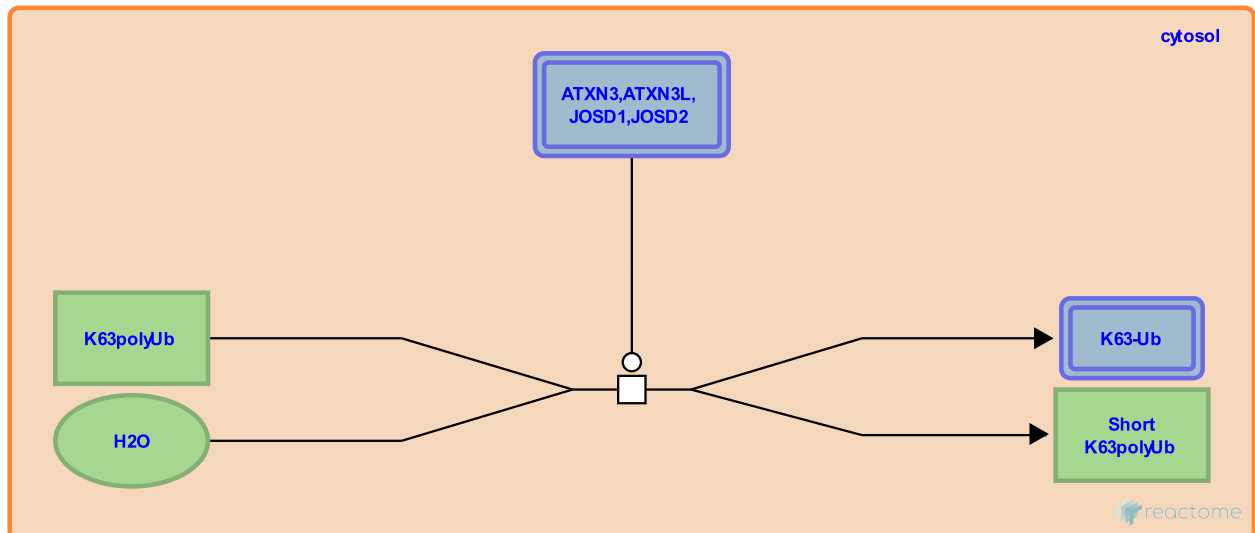 cytosol
ATXN3,ATXN3L,
JOSD1,JOSD2
K63polyUb
K63-Ub
H2O
Short
K63polyUb
reactome